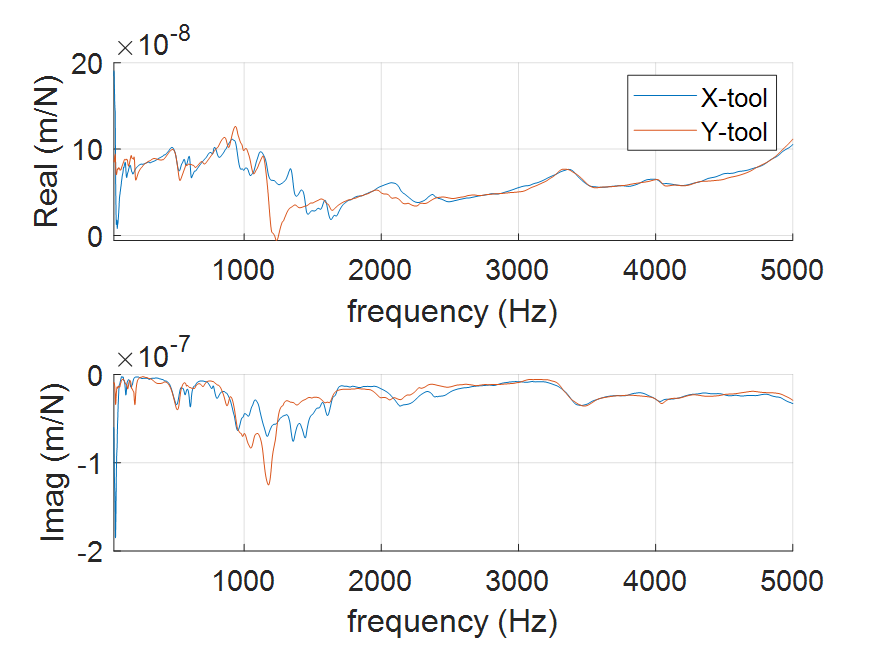 ×10-8
20
10
0
Real (m/N)
X-tool
Y-tool
1000 2000 3000 4000 5000
frequency (Hz)
×10-7
0
-1
-2
Imag (m/N)
1000 2000 3000 4000 5000
frequency (Hz)